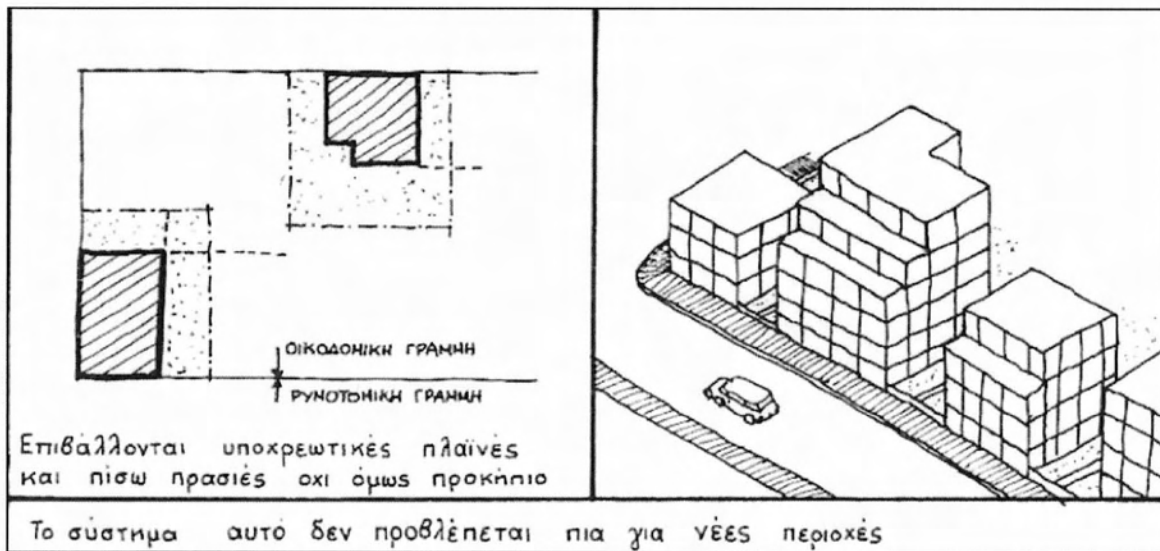 ΟΙΚΟΔΟΜΙΚΗ ΓΡΑΜΜΗ
ΡΥΜΟΤΟΜΙΚΗ ΓΡΑΜΜΗ
Επιβάλλονται υποχρεωτικές πλαϊνές
και πίσω πρασιές οχι όμως προκήπιο
Το σύστημα αυτό δεν προβλέπεται πια για νέες περιοχές